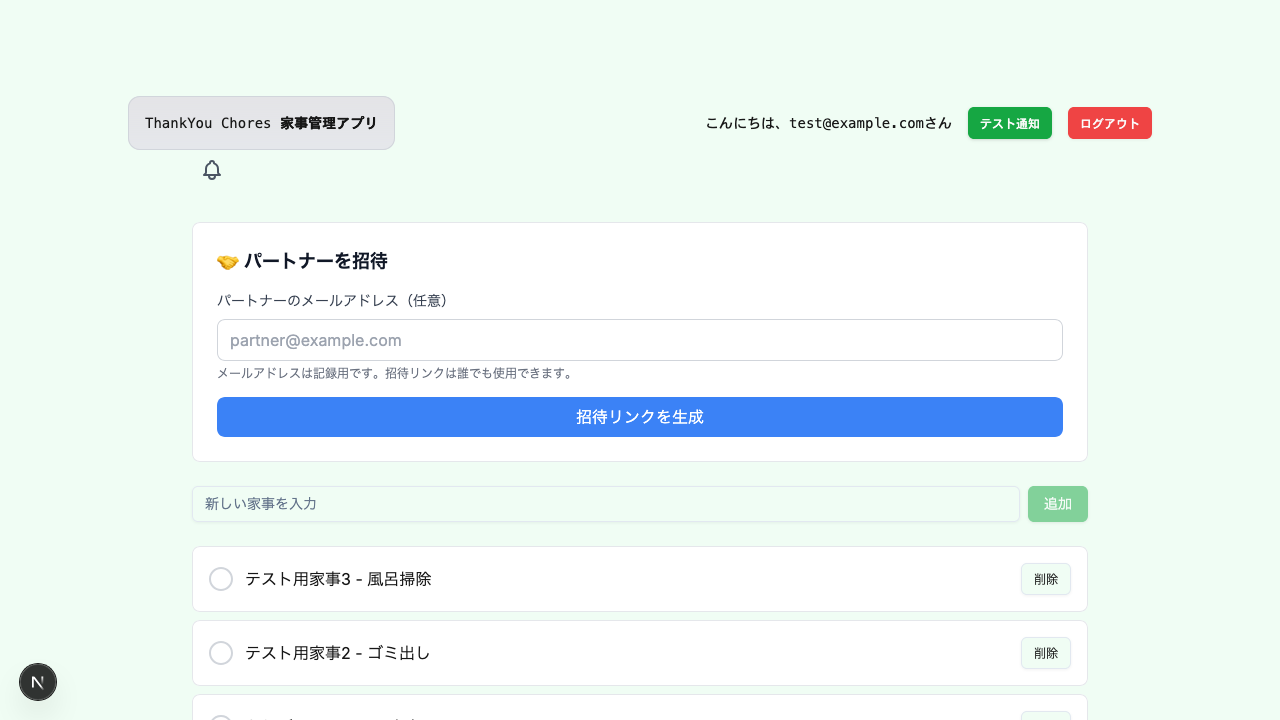 ThankYou Chores 家事管理アプリ
こんにちは、test@example.comさん
テスト通知
ログアウト
🤝 パートナーを招待
パートナーのメールアドレス（任意）
partner@example.com
メールアドレスは記録用です。招待リンクは誰でも使用できます。
招待リンクを生成
新しい家事を入力
追加
テスト用家事3 - 風呂掃除
削除
テスト用家事2 - ゴミ出し
削除
N